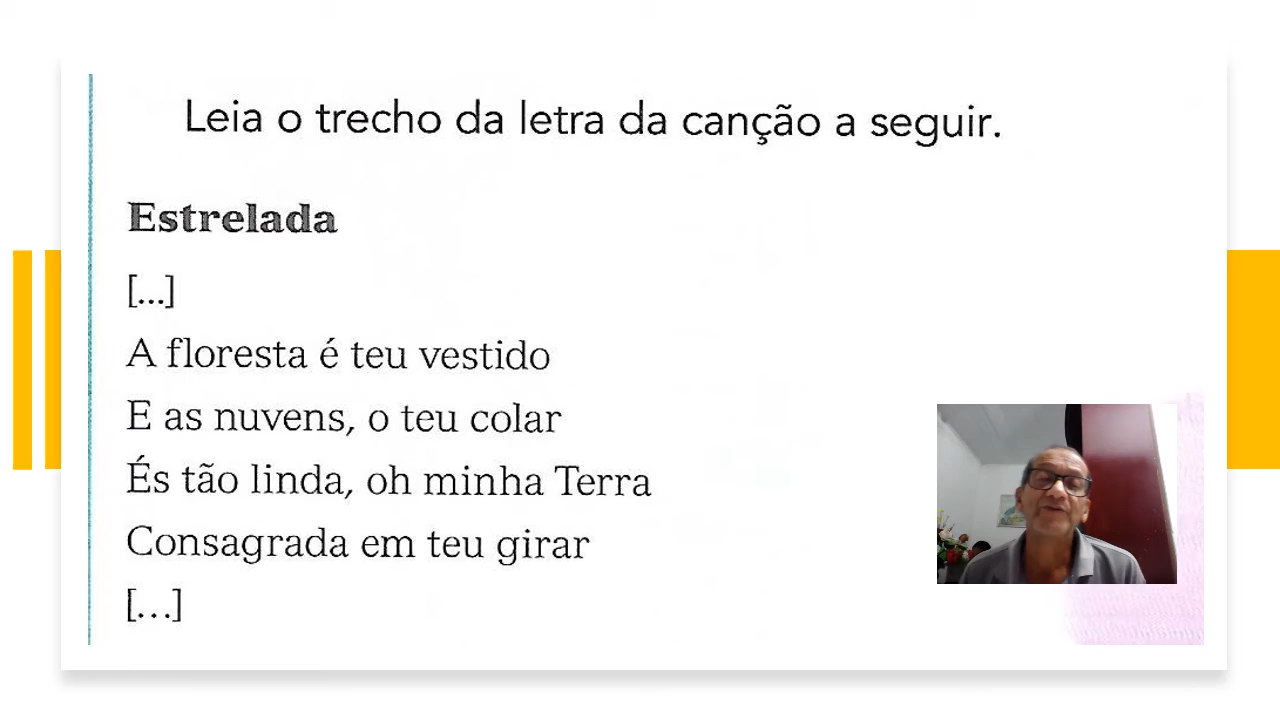 Leia o trecho da letra da canção a seguir.
Estrelada
[...]
A floresta é teu vestido
E as nuvens, o teu colar
És tão linda, oh minha Terra
Consagrada em teu girar
[...]